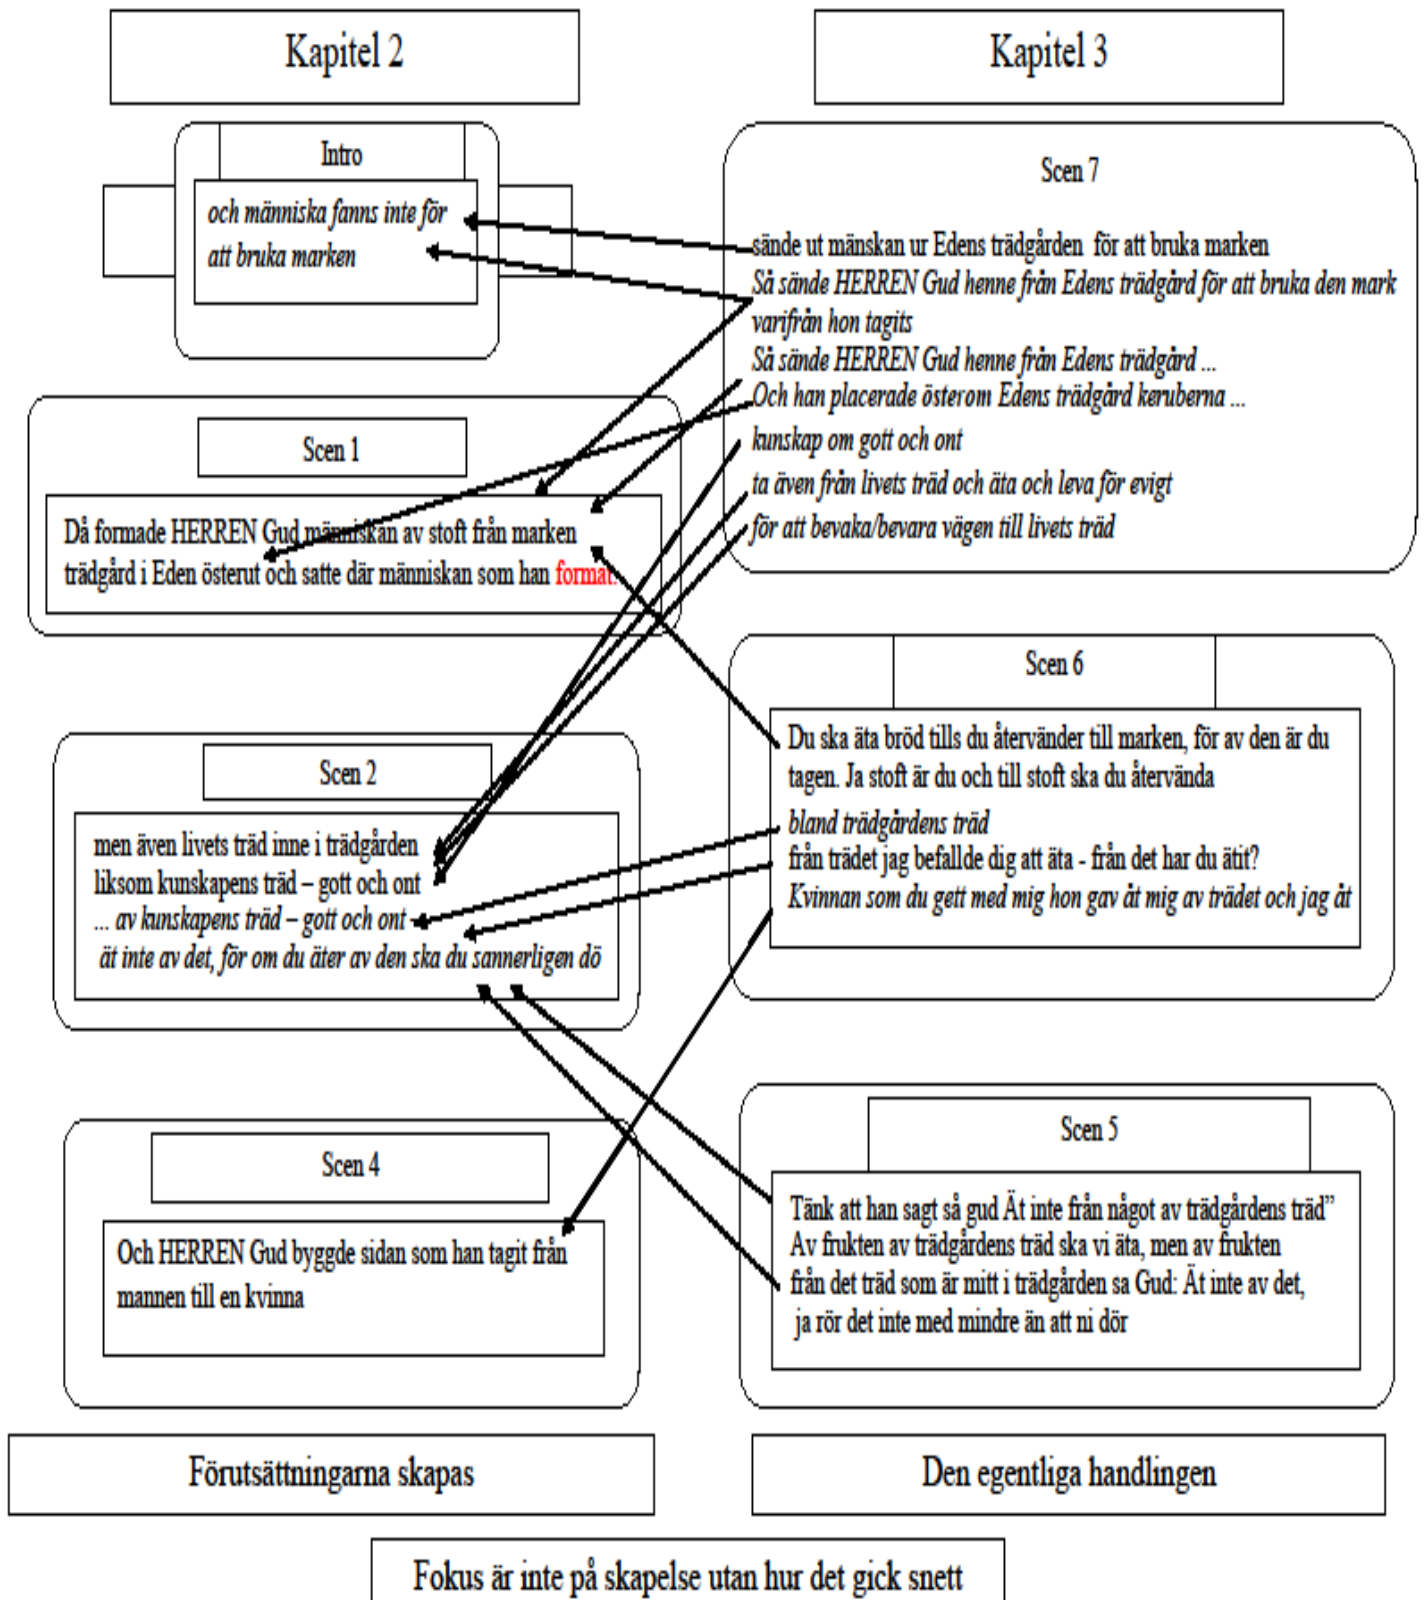 Kapitel 2
Intro
och människa fanns inte för
att bruka marken
Scen 1
Då formade HERREN Gud människan av stoft från marken
trädgård i Eden österut och satte där människan som han format.
Scen 2
men även livets träd inne i trädgården
liksom kunskapens träd – gott och ont
... av kunskapens träd – gott och ont
ät inte av det, för om du äter av den ska du sannerligen dö
Scen 4
Och HERREN Gud byggde sidan som han tagit från
mannen till en kvinna
Förutsättningarna skapas
Kapitel 3
Scen 7
sände ut mänskan ur Edens trädgården för att bruka marken
Så sände HERREN Gud henne från Edens trädgård för att bruka den mark
varifrån hon tagits
Så sände HERREN Gud henne från Edens trädgård ...
Och han placerade österom Edens trädgård keruberna ...
kunskap om gott och ont
ta även från livets träd och äta och leva för evigt
för att bevaka/bevara vägen till livets träd
Scen 6
Du ska äta bröd tills du återvänder till marken, för av den är du
tagen. Ja stoft är du och till stoft ska du återvända
bland trädgårdens träd
från trädet jag befallde dig att äta - från det har du ätit?
Kvinnan som du gett med mig hon gav åt mig av trädet och jag åt
Scen 5
Tänk att han sagt så gud Ät inte från något av trädgårdens träd”
Av frukten av trädgårdens träd ska vi äta, men av frukten
från det träd som är mitt i trädgården sa Gud: Ät inte av det,
ja rör det inte med mindre än att ni dör
Den egentliga handlingen
Fokus är inte på skapelse utan hur det gick snett